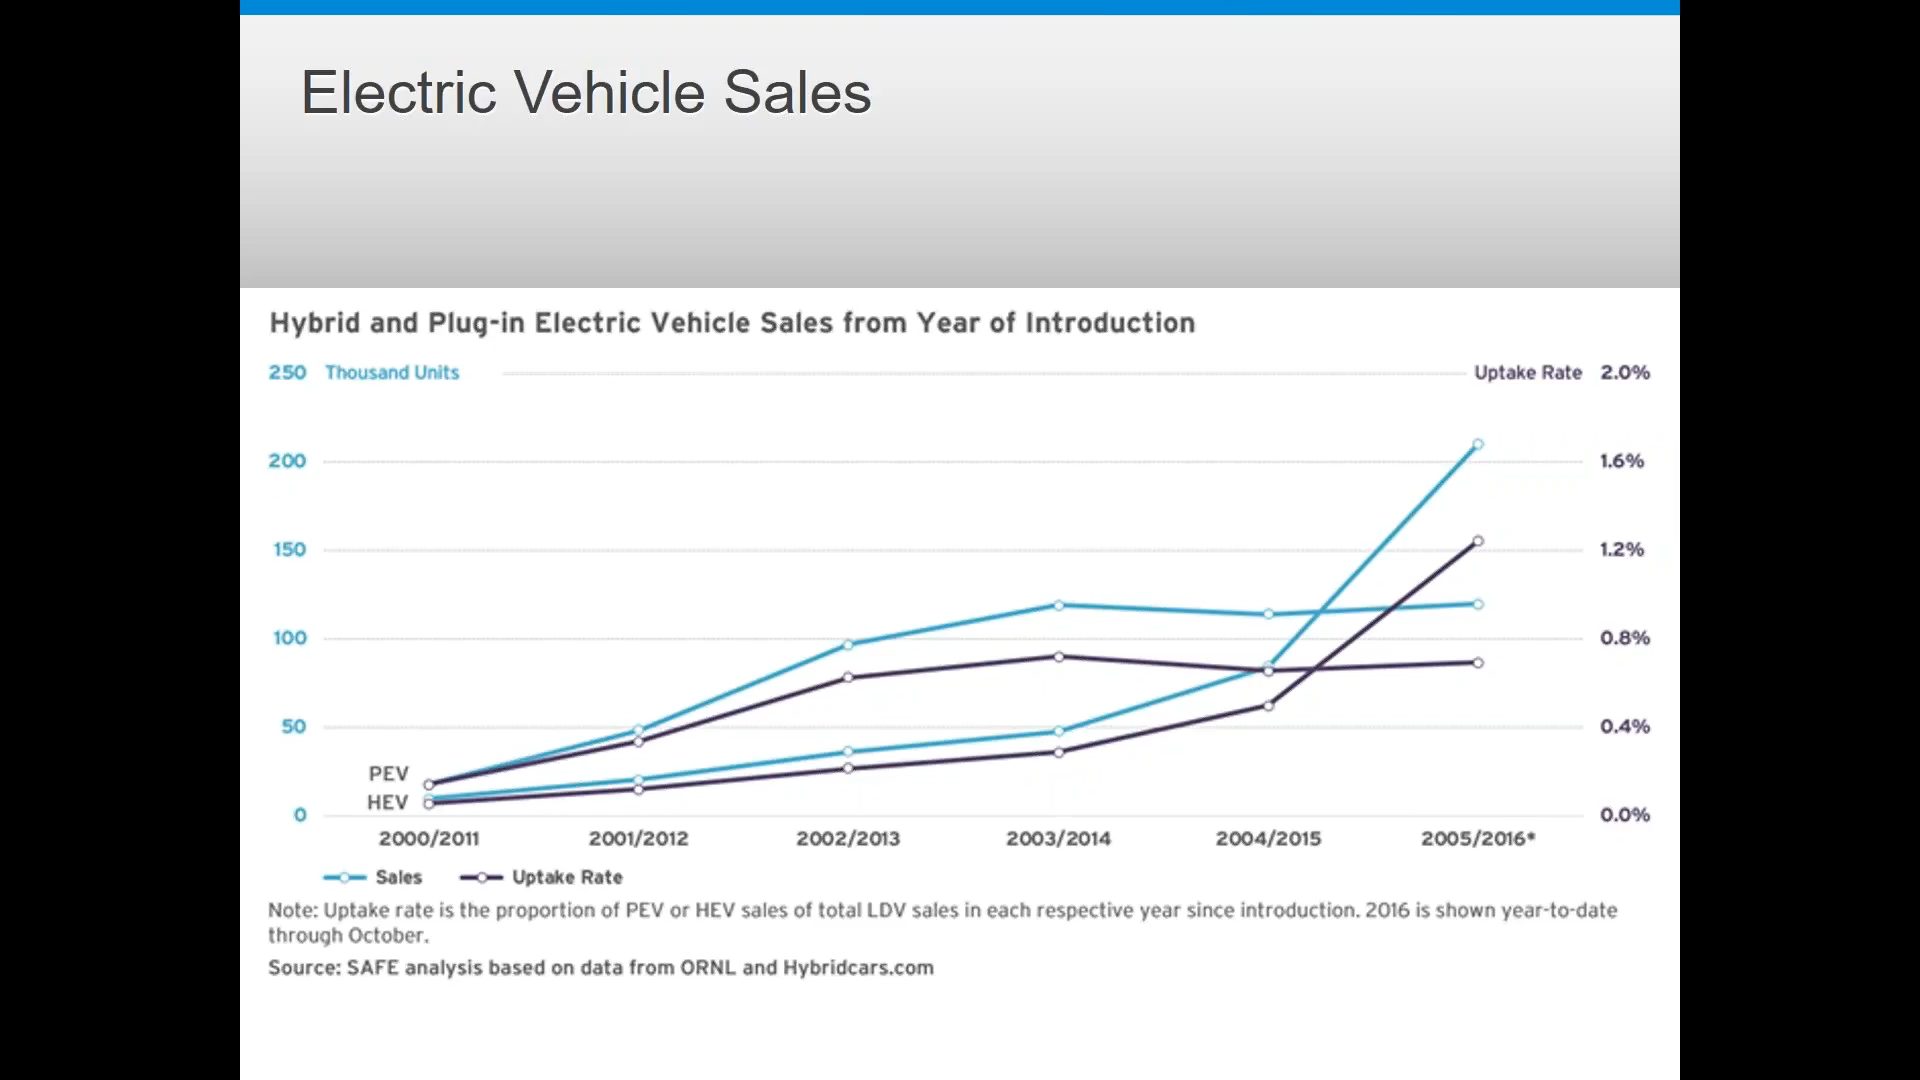 Electric Vehicle Sales
Hybrid and Plug-in Electric Vehicle Sales from Year of Introduction
250 Thousand Units Uptake Rate 2.0%
200 1.6%
150 1.2%
100 0.8%
50 0.4%
PEV
HEV
0 0.0%
2000/2011 2001/2012 2002/2013 2003/2014 2004/2015 2005/2016*
Sales Uptake Rate
Note: Uptake rate is the proportion of PEV or HEV sales of total LDV sales in each respective year since introduction. 2016 is shown year-to-date
through October.
Source: SAFE analysis based on data from ORNL and Hybridcars.com